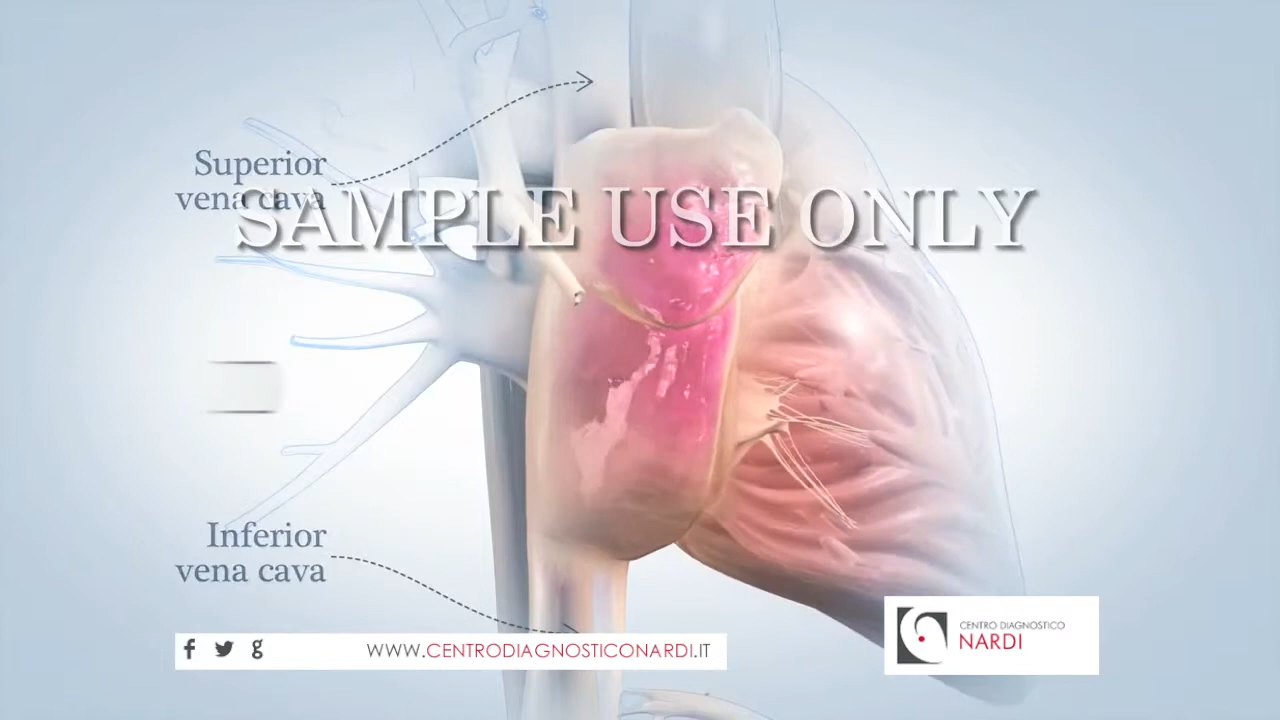 Superior
vena cava
SAMPLE USE ONLY
Inferior
vena cava
WWW.CENTRODIAGNOSTICONARDI.IT
CENTRO DIAGNOSTICO
NARDI